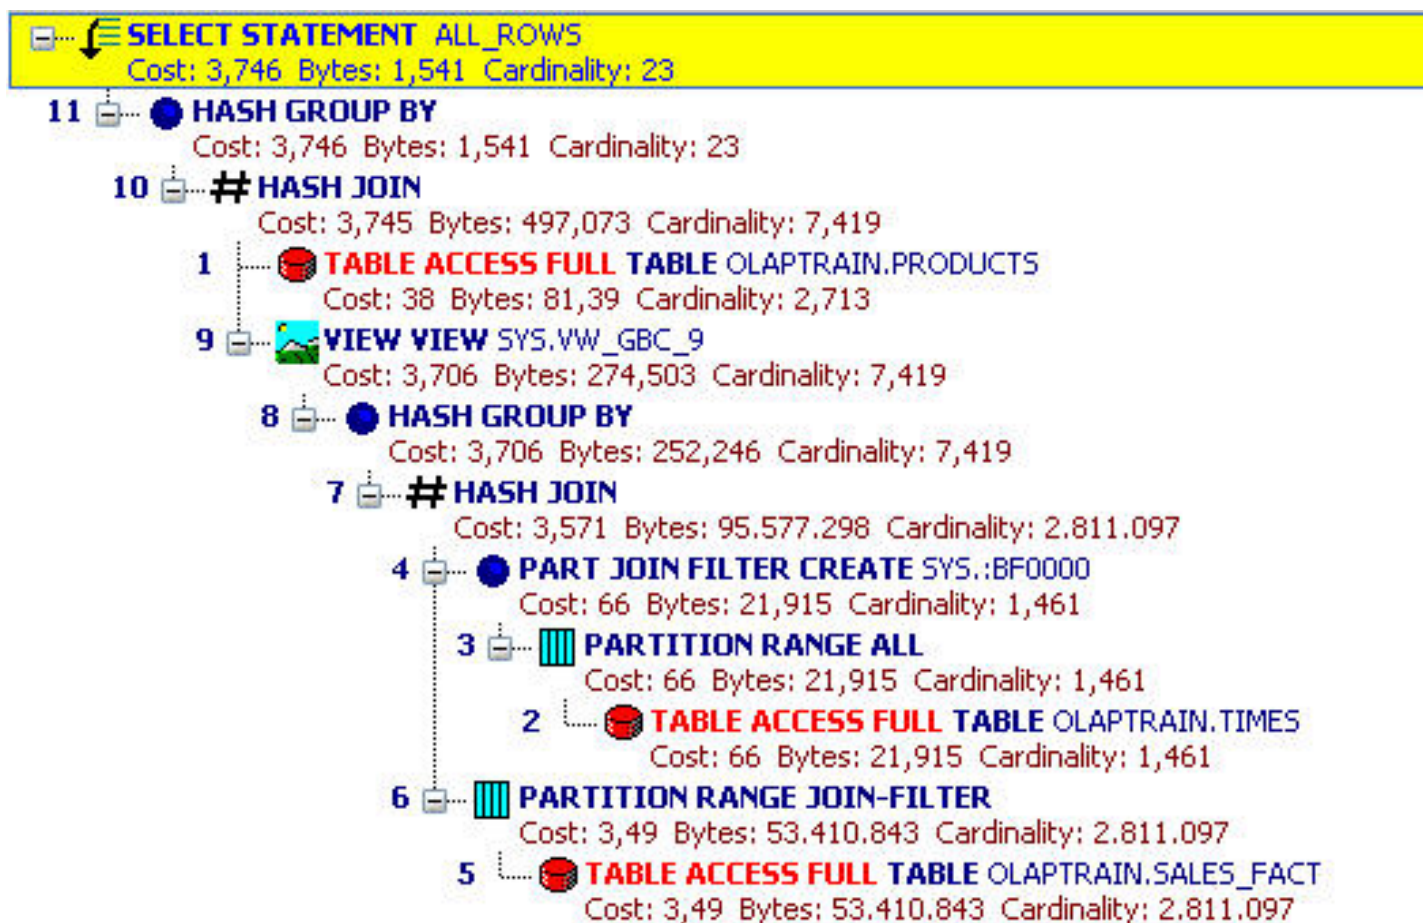 SELECT STATEMENT ALL_ROWS
Cost: 3,746 Bytes: 1,541 Cardinality: 23
11 HASH GROUP BY
Cost: 3,746 Bytes: 1,541 Cardinality: 23
10 HASH JOIN
Cost: 3,745 Bytes: 497,073 Cardinality: 7,419
1 TABLE ACCESS FULL TABLE OLAPTRAIN.PRODUCTS
Cost: 38 Bytes: 81,39 Cardinality: 2,713
9 VIEW VIEW SYS.VW_GBC_9
Cost: 3,706 Bytes: 274,503 Cardinality: 7,419
8 HASH GROUP BY
Cost: 3,706 Bytes: 252,246 Cardinality: 7,419
7 HASH JOIN
Cost: 3,571 Bytes: 95.577.298 Cardinality: 2.811.097
4 PART JOIN FILTER CREATE SYS.:BF0000
Cost: 66 Bytes: 21,915 Cardinality: 1,461
3 PARTITION RANGE ALL
Cost: 66 Bytes: 21,915 Cardinality: 1,461
2 TABLE ACCESS FULL TABLE OLAPTRAIN.TIMES
Cost: 66 Bytes: 21,915 Cardinality: 1,461
6 PARTITION RANGE JOIN-FILTER
Cost: 3,49 Bytes: 53.410.843 Cardinality: 2.811.097
5 TABLE ACCESS FULL TABLE OLAPTRAIN.SALES_FACT
Cost: 3,49 Bytes: 53.410.843 Cardinality: 2.811.097